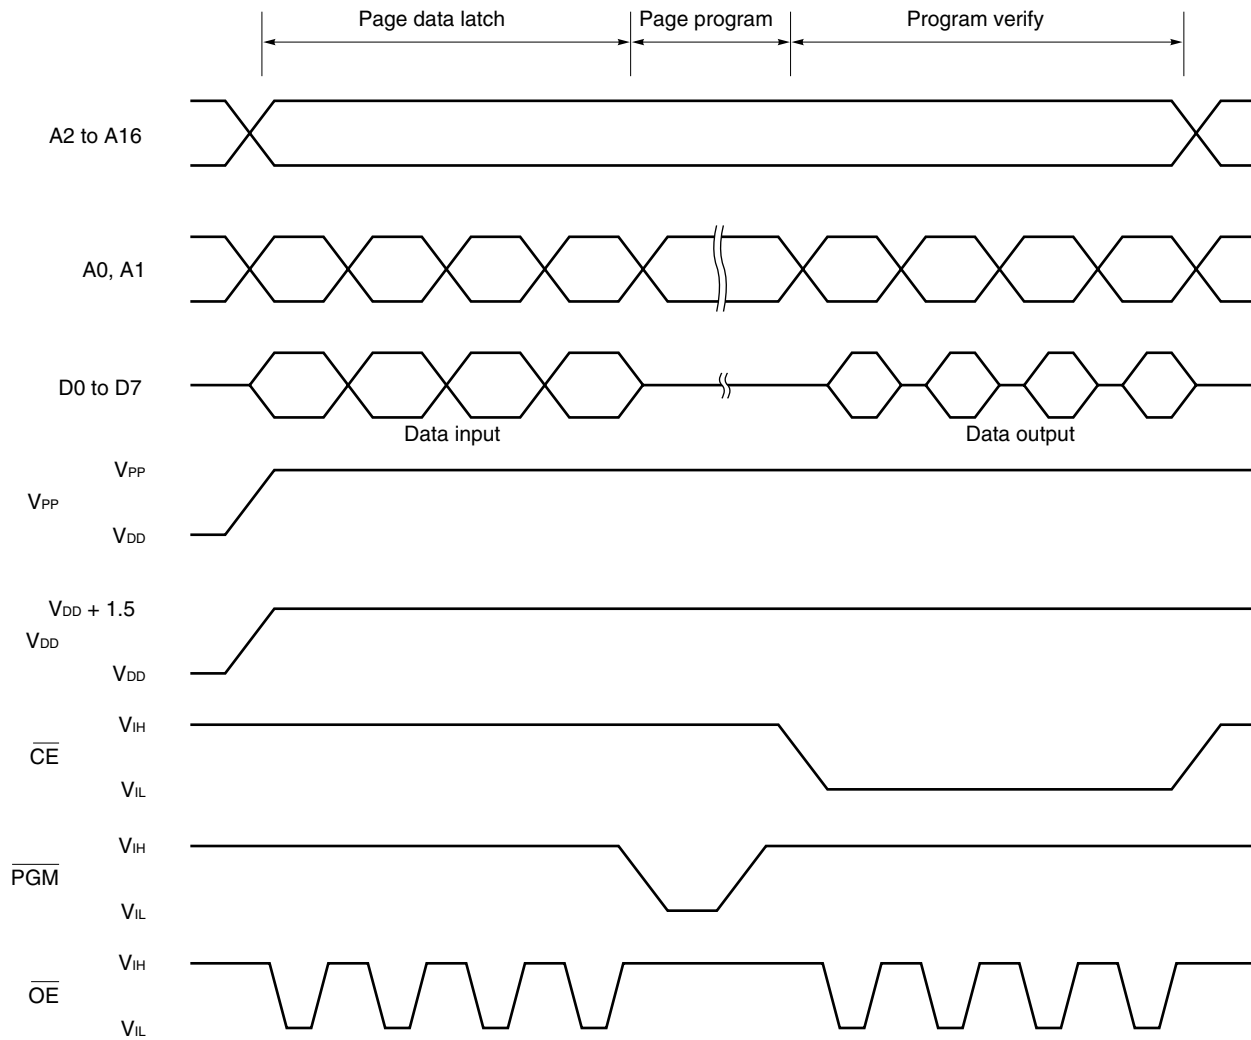 Page data latch
Page program
Program verify
A2 to A16
A0, A1
D0 to D7
Data input
Data output
VPP
VPP
VDD
VDD + 1.5
VDD
VDD
VIH
CE
VIL
VIH
PGM
VIL
VIH
OE
VIL